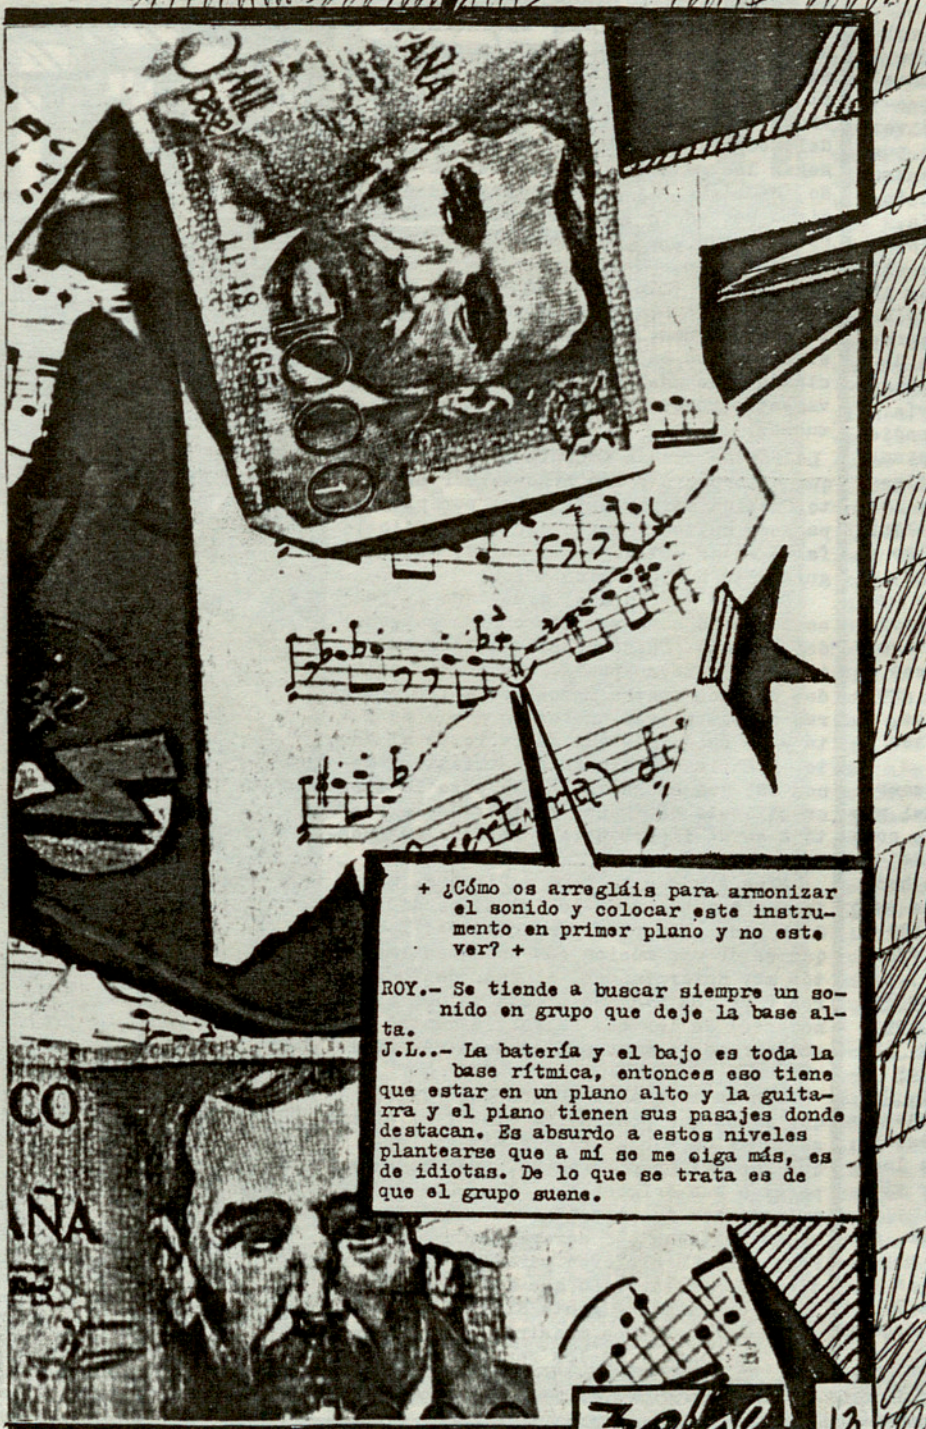 MIL
AÑA
1P1817665
+ ¿Cómo os arregláis para armonizar
el sonido y colocar este instru-
mento en primer plano y no este
ver? +
ROY.- Se tiende a buscar siempre un so-
nido en grupo que deje la base al-
ta.
J.L..- La batería y el bajo es toda la
base rítmica, entonces eso tiene
que estar en un plano alto y la guita-
rra y el piano tienen sus pasajes donde
destacan. Es absurdo a estos niveles
plantearse que a mí se me oiga más, es
de idiotas. De lo que se trata es de
que el grupo suene.
CO
AÑA
13